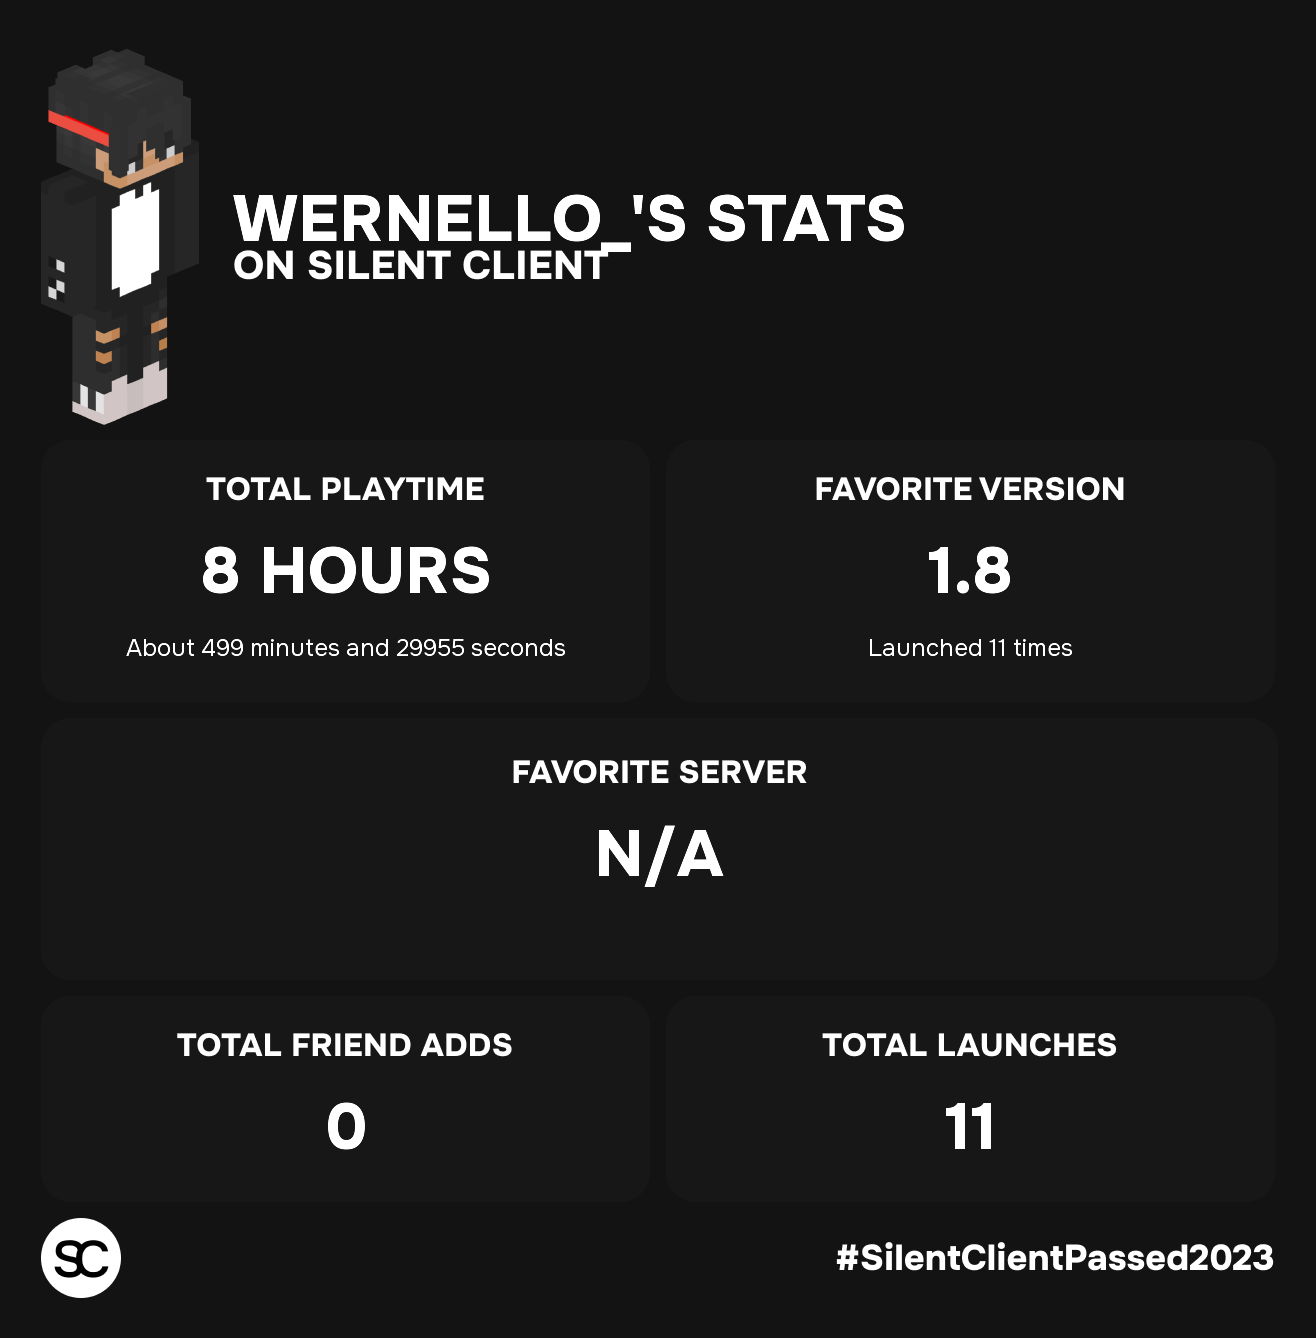 WERNELLO_'S STATS
ON SILENT CLIENT
TOTAL PLAYTIME
8 HOURS
About 499 minutes and 29955 seconds
FAVORITE VERSION
1.8
Launched 11 times
FAVORITE SERVER
N/A
TOTAL FRIEND ADDS
0
TOTAL LAUNCHES
11
SC
#SilentClientPassed2023